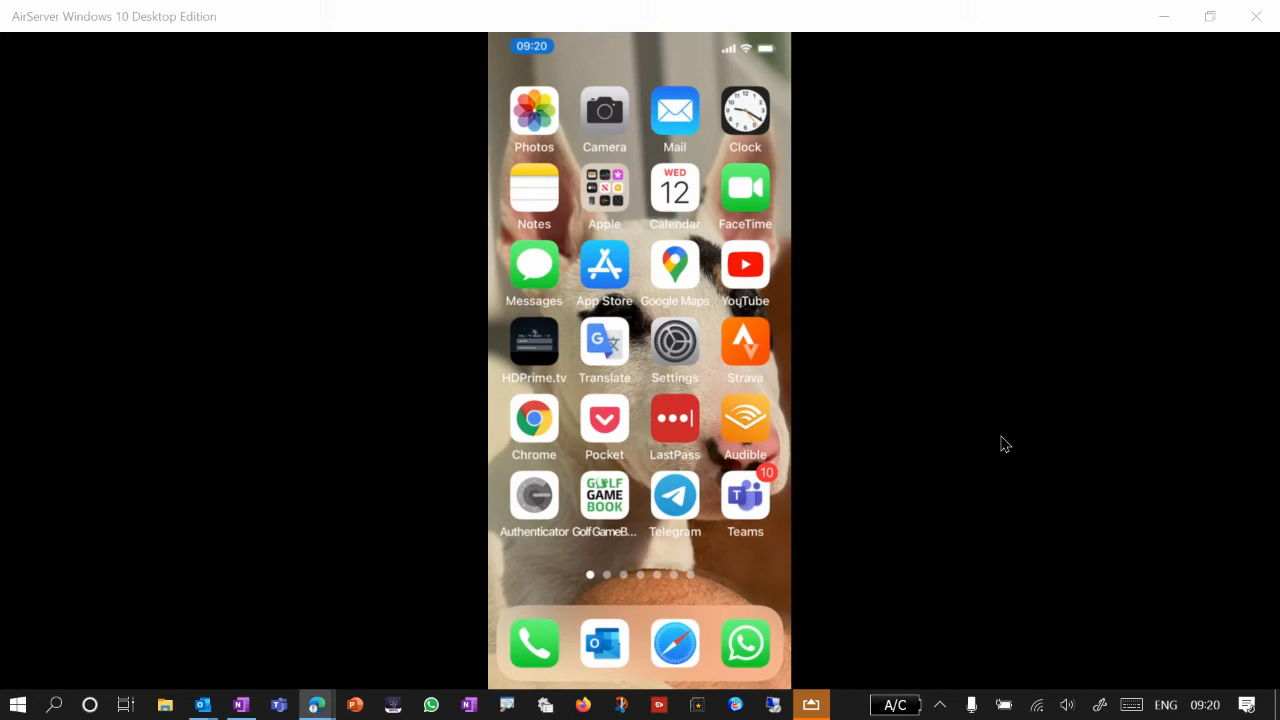 AirServer Windows 10 Desktop Edition
09:20
Photos
Camera
Mail
Clock
WED
12
Notes
Apple
Calendar
FaceTime
Messages
App Store
Google Maps
YouTube
HDPrime.tv
Translate
Settings
Strava
Chrome
Pocket
LastPass
Audible
10
GOLF
GAME
BOOK
Authenticator
GolfGameB...
Telegram
Teams
A/C
ENG
09:20